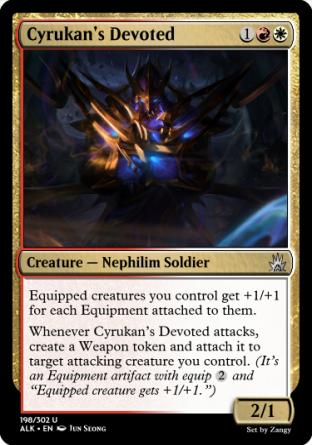 Cyrukan's Devoted 1
Creature — Nephilim Soldier
Equipped creatures you control get +1/+1
for each Equipment attached to them.
Whenever Cyrukan's Devoted attacks,
create a Weapon token and attach it to
target attacking creature you control. (It's
an Equipment artifact with equip 2 and
“Equipped creature gets +1/+1.”)
2/1
198/302 U
ALK • EN Jun Seong
Set by Zangy